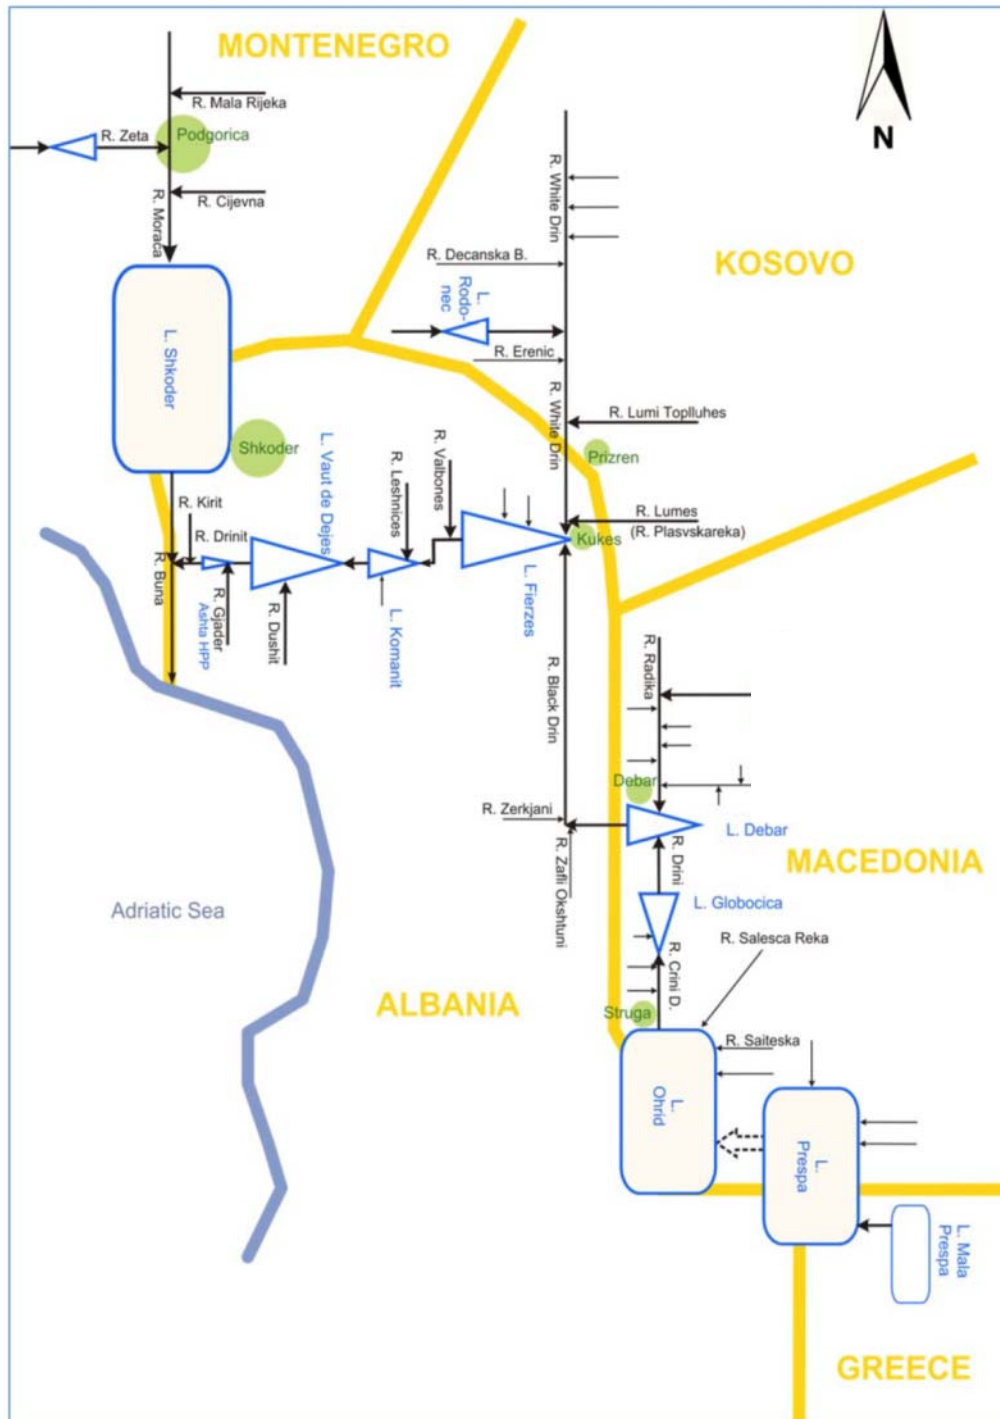 MONTENEGRO
N
R. Mala Rijeka
R. Zeta
Podgorica
R. Cijevna
R. Moraca
R. White Drin
R. Decanska B.
KOSOVO
L.
Rodo-
nec
L. Shkoder
R. Erenic
R. White Drin
R. Lumi Toplluhes
Shkoder
L. Vaut de Dejes
R. Leshnices
R. Valbones
Prizren
R. Kirit
R. Drinit
R. Lumes
(R. Plasvskareka)
Kukes
R. Buna
R. Gjader
Ashta HPP
R. Dushit
L. Komanit
L. Fierzes
R. Black Drin
R. Radika
Debar
R. Zerkjani
L. Debar
R. Zafli Okshtuni
R. Drini
MACEDONIA
Adriatic Sea
L. Globocica
R. Salesca Reka
R. Crini D.
ALBANIA
Struga
R. Saiteska
L.
Ohrid
L.
Prespa
L. Mala
Prespa
GREECE